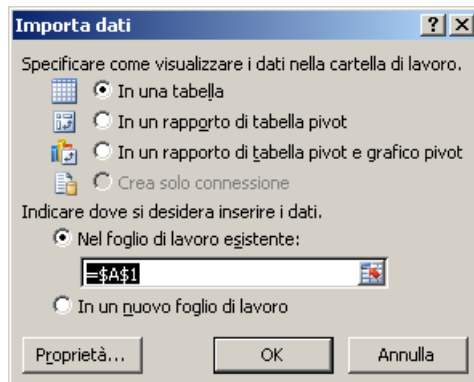 Importa dati
Specificare come visualizzare i dati nella cartella di lavoro.
In una tabella
In un rapporto di tabella pivot
In un rapporto di tabella pivot e grafico pivot
Crea solo connessione
Indicare dove si desidera inserire i dati.
Nel foglio di lavoro esistente:
=$A$1
In un nuovo foglio di lavoro
Proprietà... OK Annulla